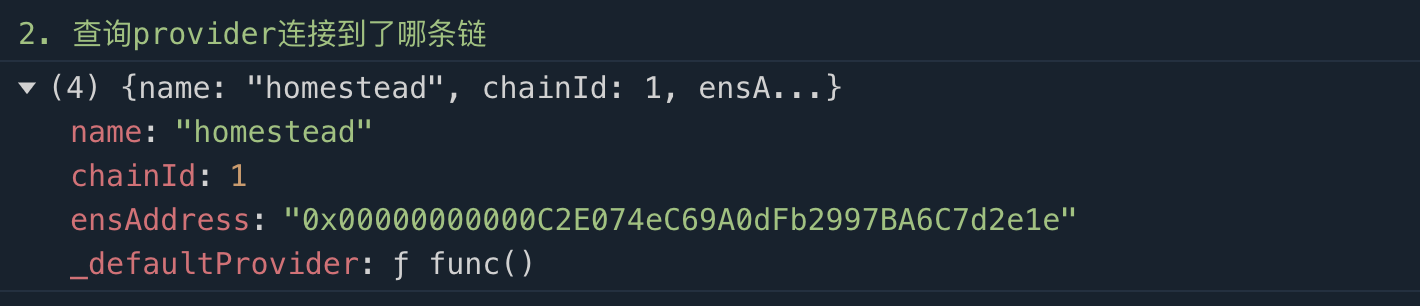 2. 查询provider连接到了哪条链
▼ (4) {name: "homestead", chainId: 1, ensA...}
name: "homestead"
chainId: 1
ensAddress: "0x00000000000C2E074eC69A0dFb2997BA6C7d2e1e"
_defaultProvider: ƒ func()